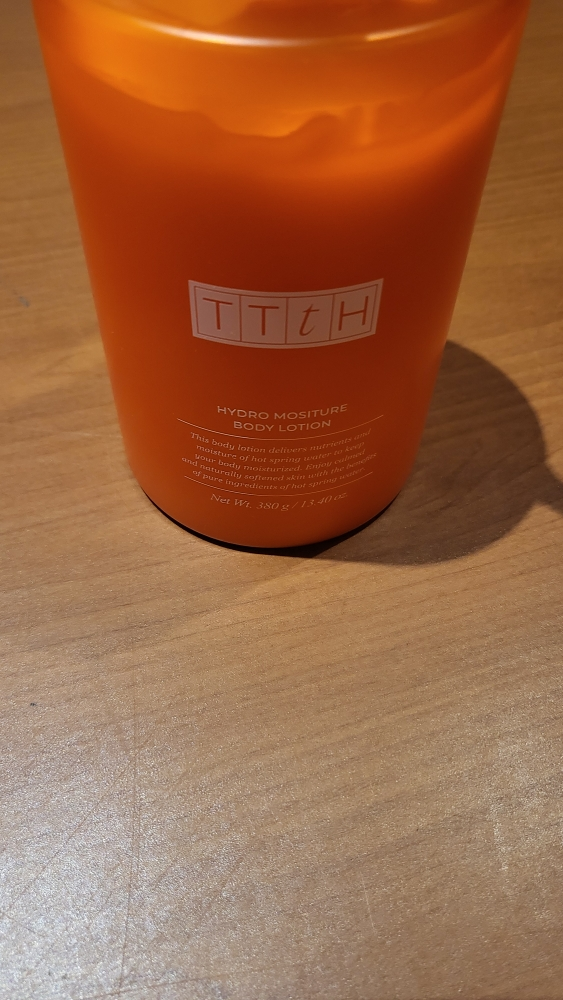 TTtH
HYDRO MOSITURE
BODY LOTION
This body lotion delivers nutrients and
moisture of hot spring water to keep
your body moisturized. Enjoy calmed
and naturally softened skin with the benefits
of pure ingredients of hot spring water.
Net Wt. 380 g / 13.40 oz.